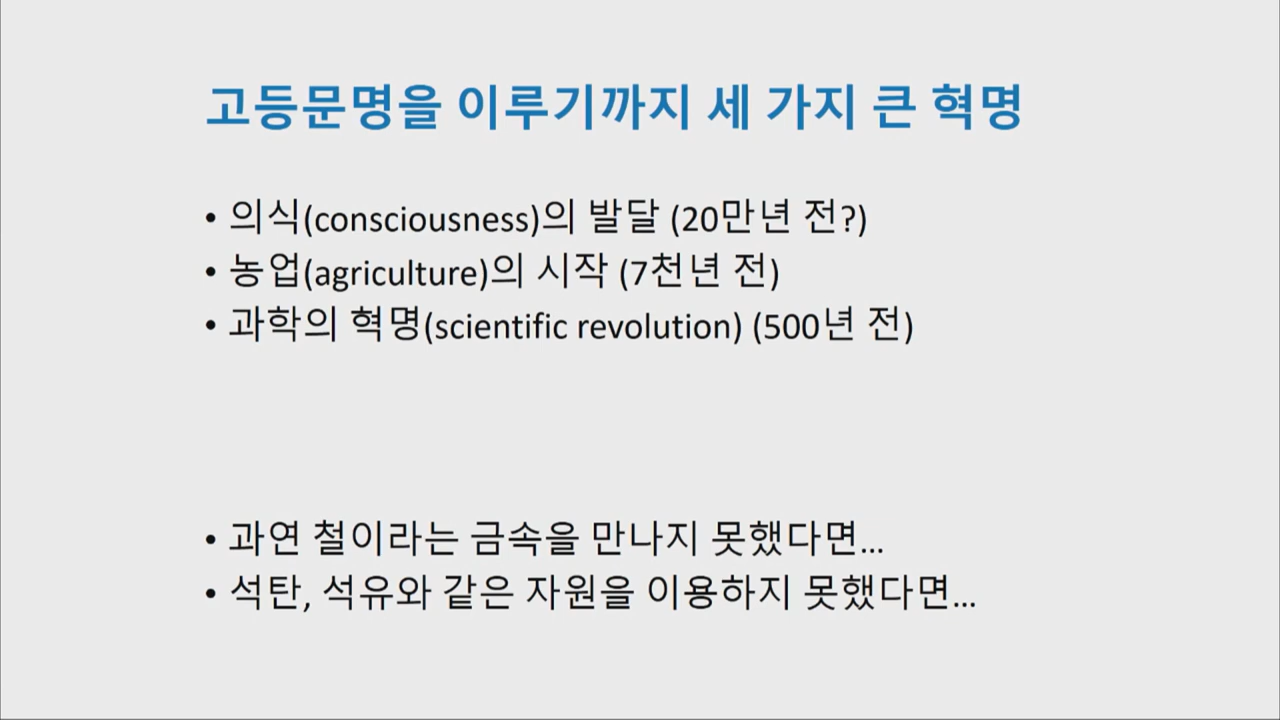 고등문명을 이루기까지 세 가지 큰 혁명
• 의식(consciousness)의 발달 (20만년 전?)
• 농업(agriculture)의 시작 (7천년 전)
• 과학의 혁명(scientific revolution) (500년 전)
• 과연 철이라는 금속을 만나지 못했다면...
• 석탄, 석유와 같은 자원을 이용하지 못했다면...